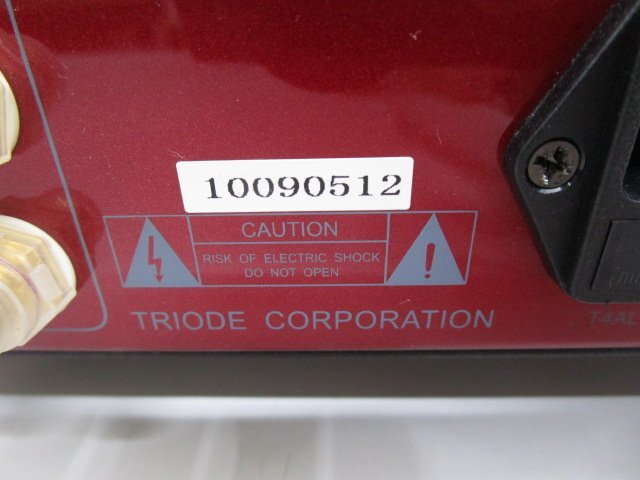 10090512
CAUTION
RISK OF ELECTRIC SHOCK
DO NOT OPEN
TRIODE CORPORATION